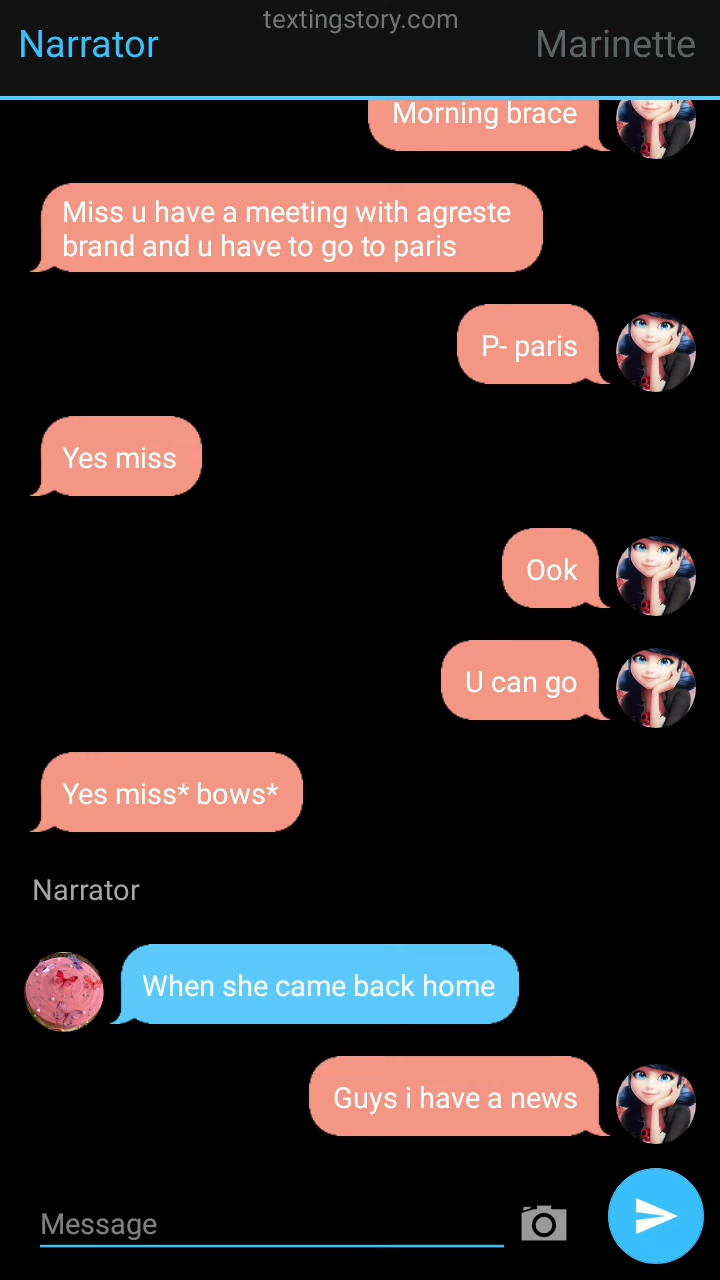 textingstory.com
Narrator
Marinette
Morning brace
Miss u have a meeting with agreste
brand and u have to go to paris
P- paris
Yes miss
Ook
U can go
Yes miss* bows*
Narrator
When she came back home
Guys i have a news
Message